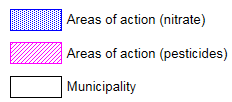 Areas of action (nitrate)
Areas of action (pesticides)
Municipality